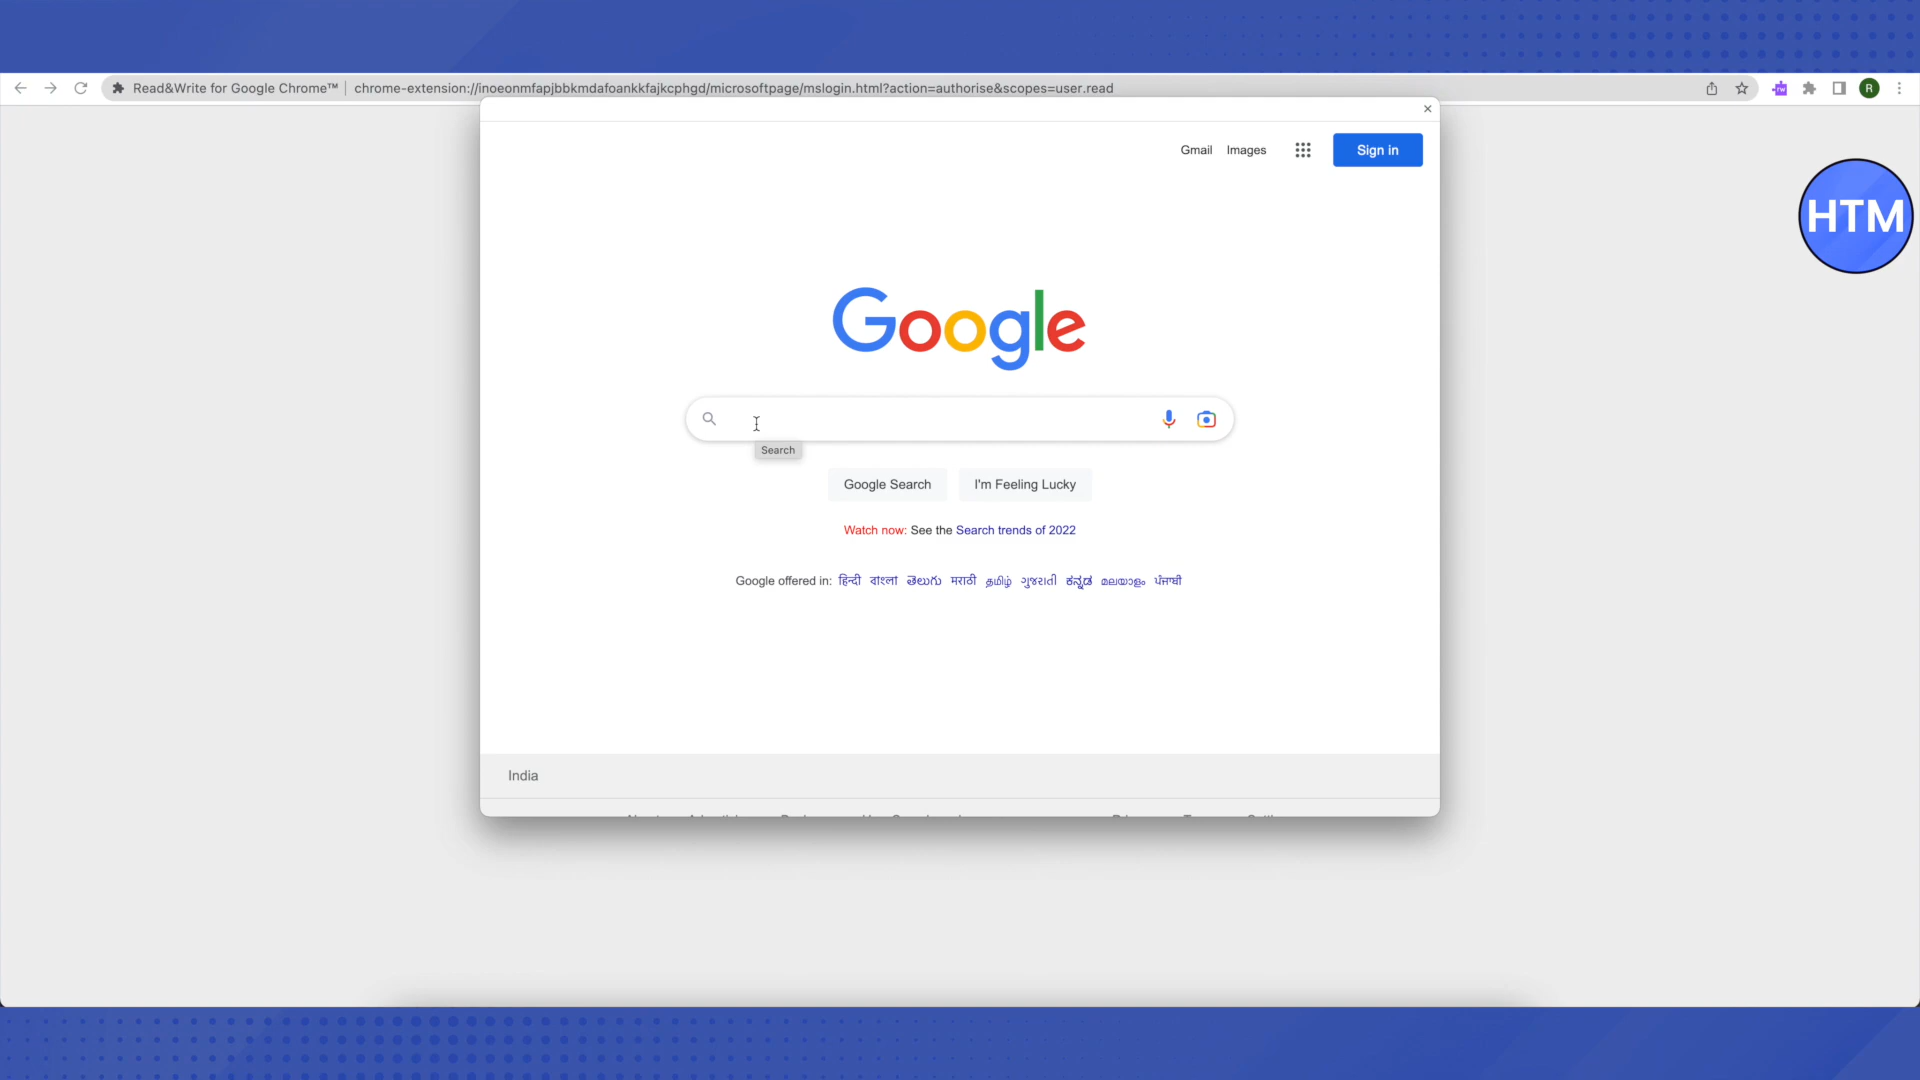 Read&Write for Google Chrome™ chrome-extension://inoeonmfapjbbkmdafoankkfajkcphgd/microsoftpage/mslogin.html?action=authorise&scopes=user.read
rw
R
Gmail Images Sign in
HTM
Google
Search
Google Search I'm Feeling Lucky
Watch now: See the Search trends of 2022
Google offered in: हिन्दी বাংলা తెలుగు मराठी தமிழ் ગુજરાતી ಕನ್ನಡ മലയാളം ਪੰਜਾਬੀ
India